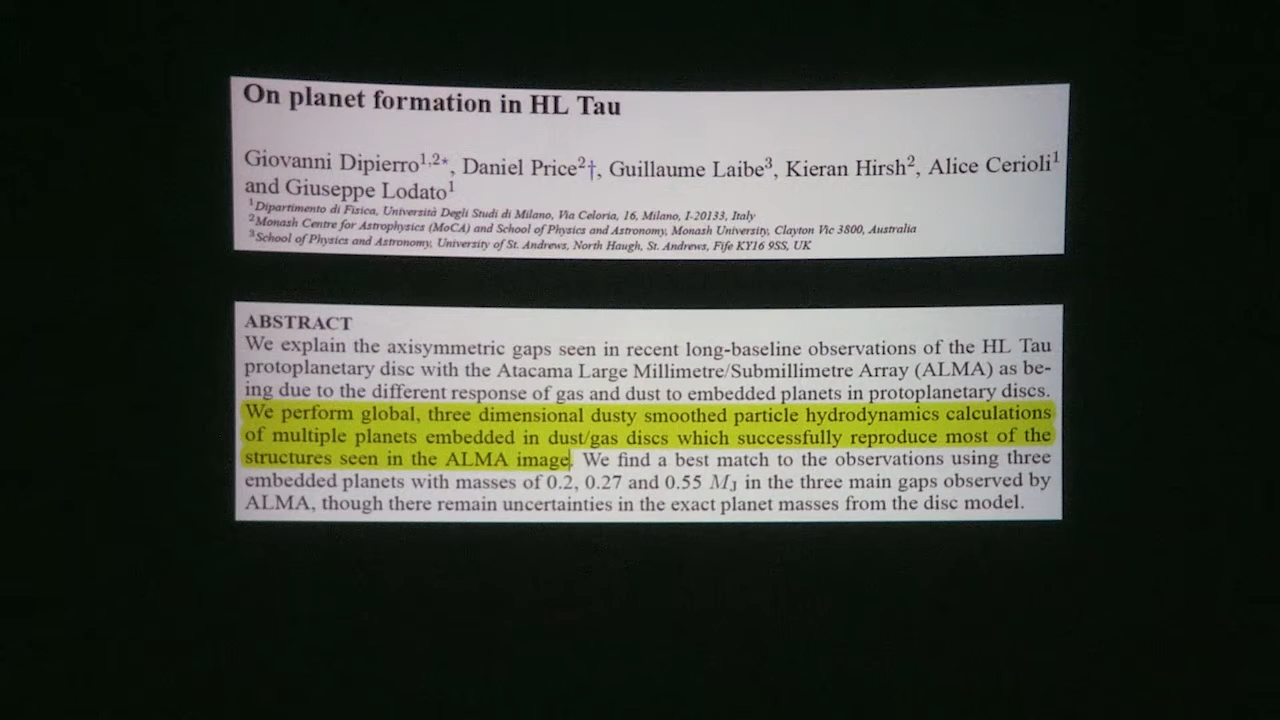 On planet formation in HL Tau
Giovanni Dipierro1,2⋆, Daniel Price2†, Guillaume Laibe3, Kieran Hirsh2, Alice Cerioli1
and Giuseppe Lodato1
1Dipartimento di Fisica, Università Degli Studi di Milano, Via Celoria, 16, Milano, I-20133, Italy
2Monash Centre for Astrophysics (MoCA) and School of Physics and Astronomy, Monash University, Clayton Vic 3800, Australia
3School of Physics and Astronomy, University of St. Andrews, North Haugh, St. Andrews, Fife KY16 9SS, UK
ABSTRACT
We explain the axisymmetric gaps seen in recent long-baseline observations of the HL Tau
protoplanetary disc with the Atacama Large Millimetre/Submillimetre Array (ALMA) as be-
ing due to the different response of gas and dust to embedded planets in protoplanetary discs.
We perform global, three dimensional dusty smoothed particle hydrodynamics calculations
of multiple planets embedded in dust/gas discs which successfully reproduce most of the
structures seen in the ALMA image. We find a best match to the observations using three
embedded planets with masses of 0.2, 0.27 and 0.55 MJ in the three main gaps observed by
ALMA, though there remain uncertainties in the exact planet masses from the disc model.